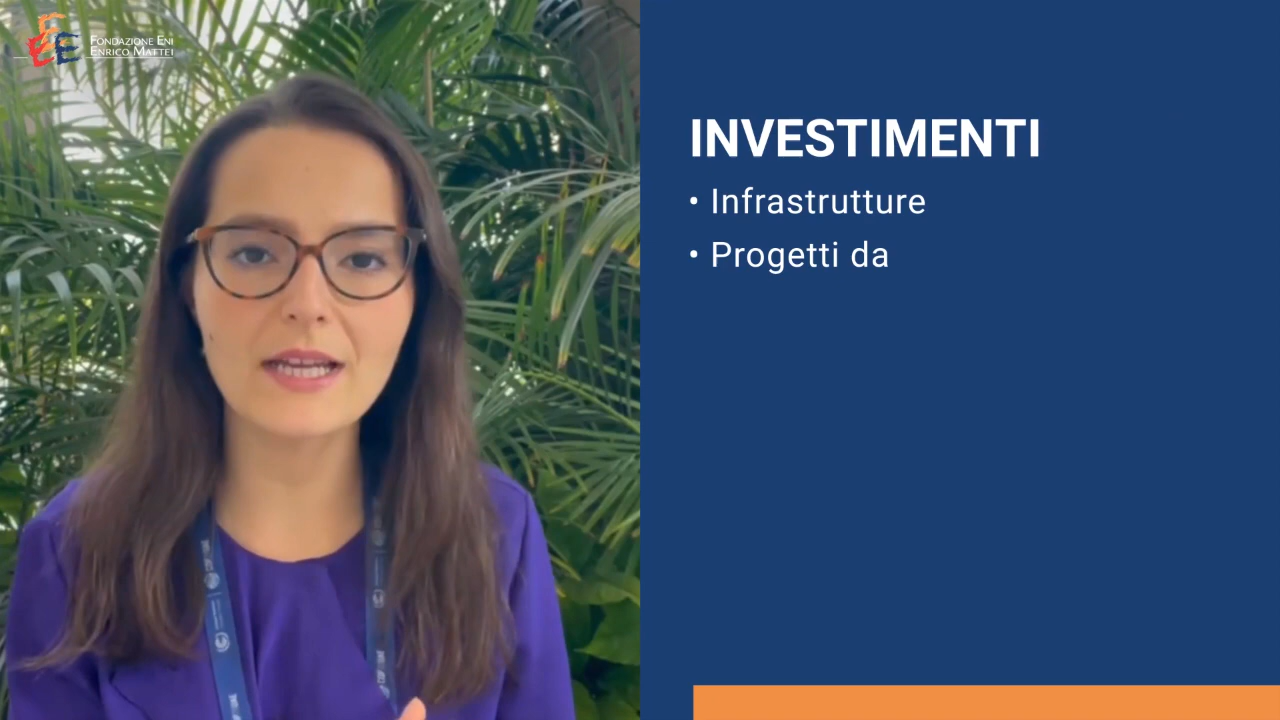 FONDAZIONE ENI
ENRICO MATTEI
INVESTIMENTI
• Infrastrutture
• Progetti da